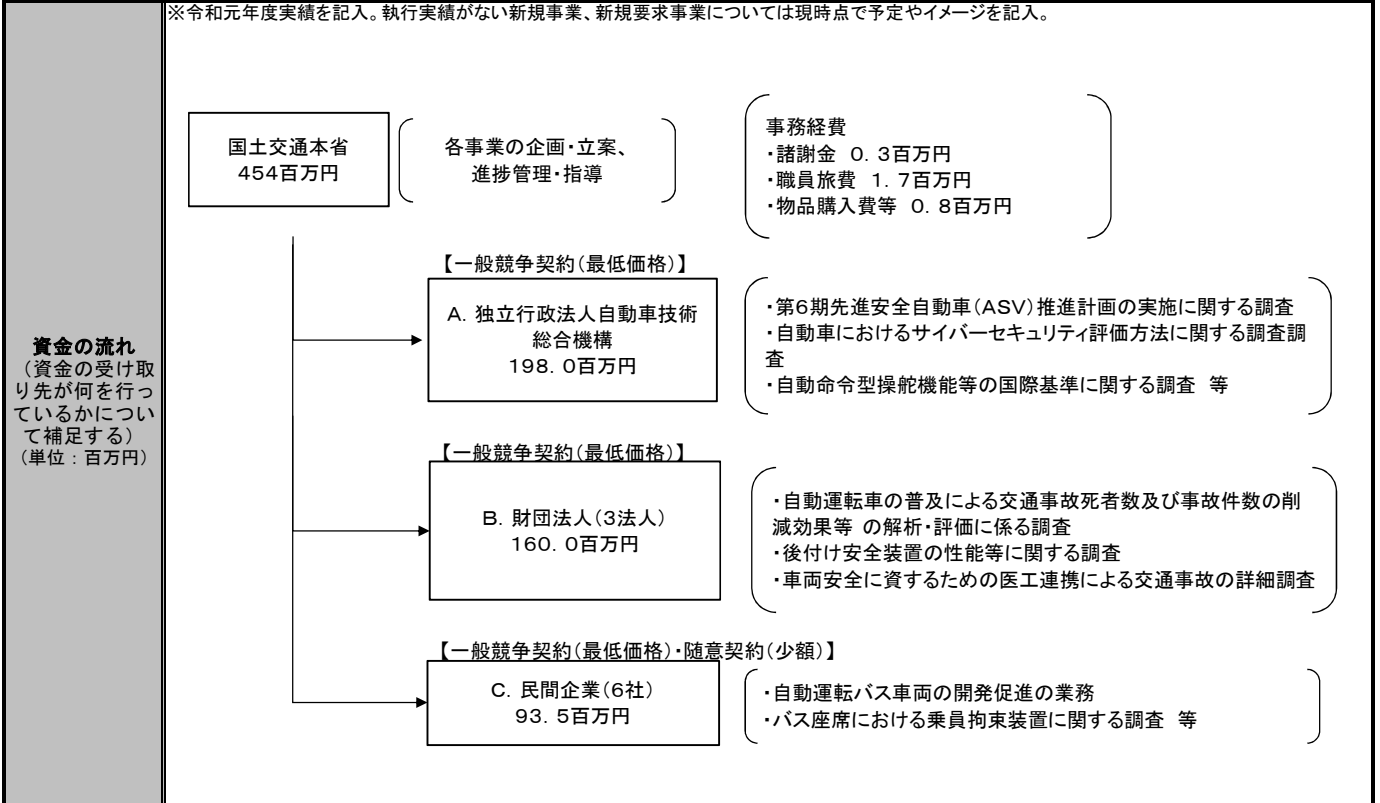 ※令和元年度実績を記入。執行実績がない新規事業、新規要求事業については現時点で予定やイメージを記入。
資金の流れ
(資金の受け取
り先が何を行っ
ているかについ
て補足する)
(単位:百万円)
国土交通本省
454百万円
各事業の企画・立案、
進捗管理・指導
事務経費
・諸謝金 0.3百万円
・職員旅費 1.7百万円
・物品購入費等 0.8百万円
【一般競争契約(最低価格)】
A. 独立行政法人自動車技術
総合機構
198.0百万円
・第6期先進安全自動車(ASV)推進計画の実施に関する調査
・自動車におけるサイバーセキュリティ評価方法に関する調査調
査
・自動命令型操舵機能等の国際基準に関する調査 等
【一般競争契約(最低価格)】
B. 財団法人(3法人)
160.0百万円
・自動運転車の普及による交通事故死者数及び事故件数の削
減効果等 の解析・評価に係る調査
・後付け安全装置の性能等に関する調査
・車両安全に資するための医工連携による交通事故の詳細調査
【一般競争契約(最低価格)・随意契約(少額)】
C. 民間企業(6社)
93.5百万円
・自動運転バス車両の開発促進の業務
・バス座席における乗員拘束装置に関する調査 等